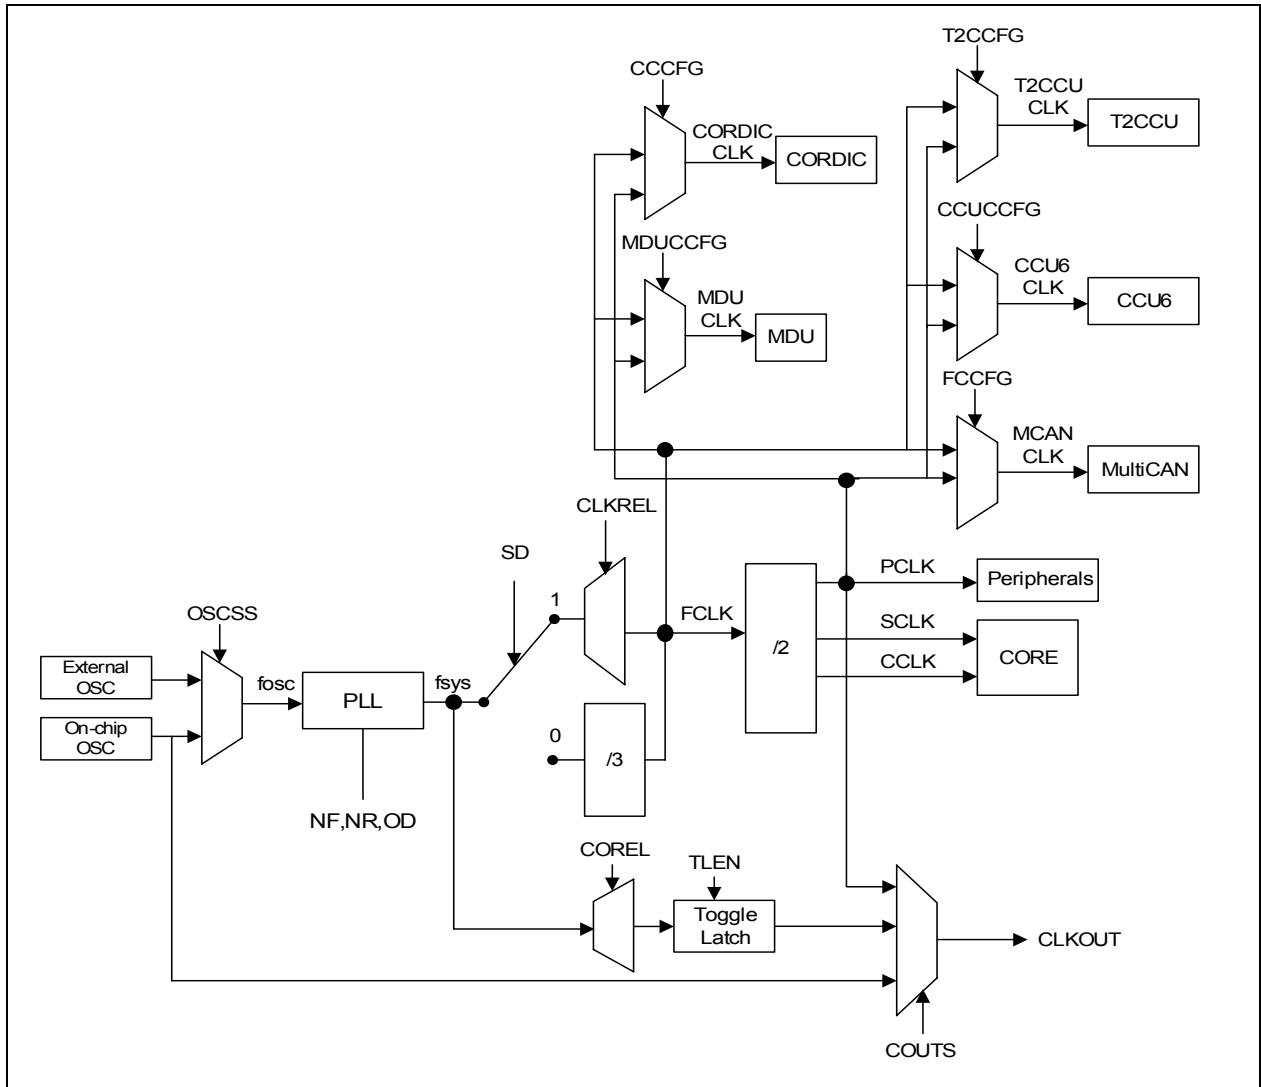 T2CCFG
CCCFG
T2CCU
CLK
T2CCU
CORDIC
CLK
CORDIC
CCUCCFG
MDUCCFG
CCU6
CLK
CCU6
MDU
CLK
MDU
FCCFG
MCAN
CLK
MultiCAN
CLKREL
SD
PCLK
Peripherals
1
OSCSS
FCLK
/2
SCLK
CORE
CCLK
External
OSC
fosc
PLL
fsys
On-chip
OSC
0
/3
NF,NR,OD
COREL
TLEN
Toggle
Latch
CLKOUT
COUTS